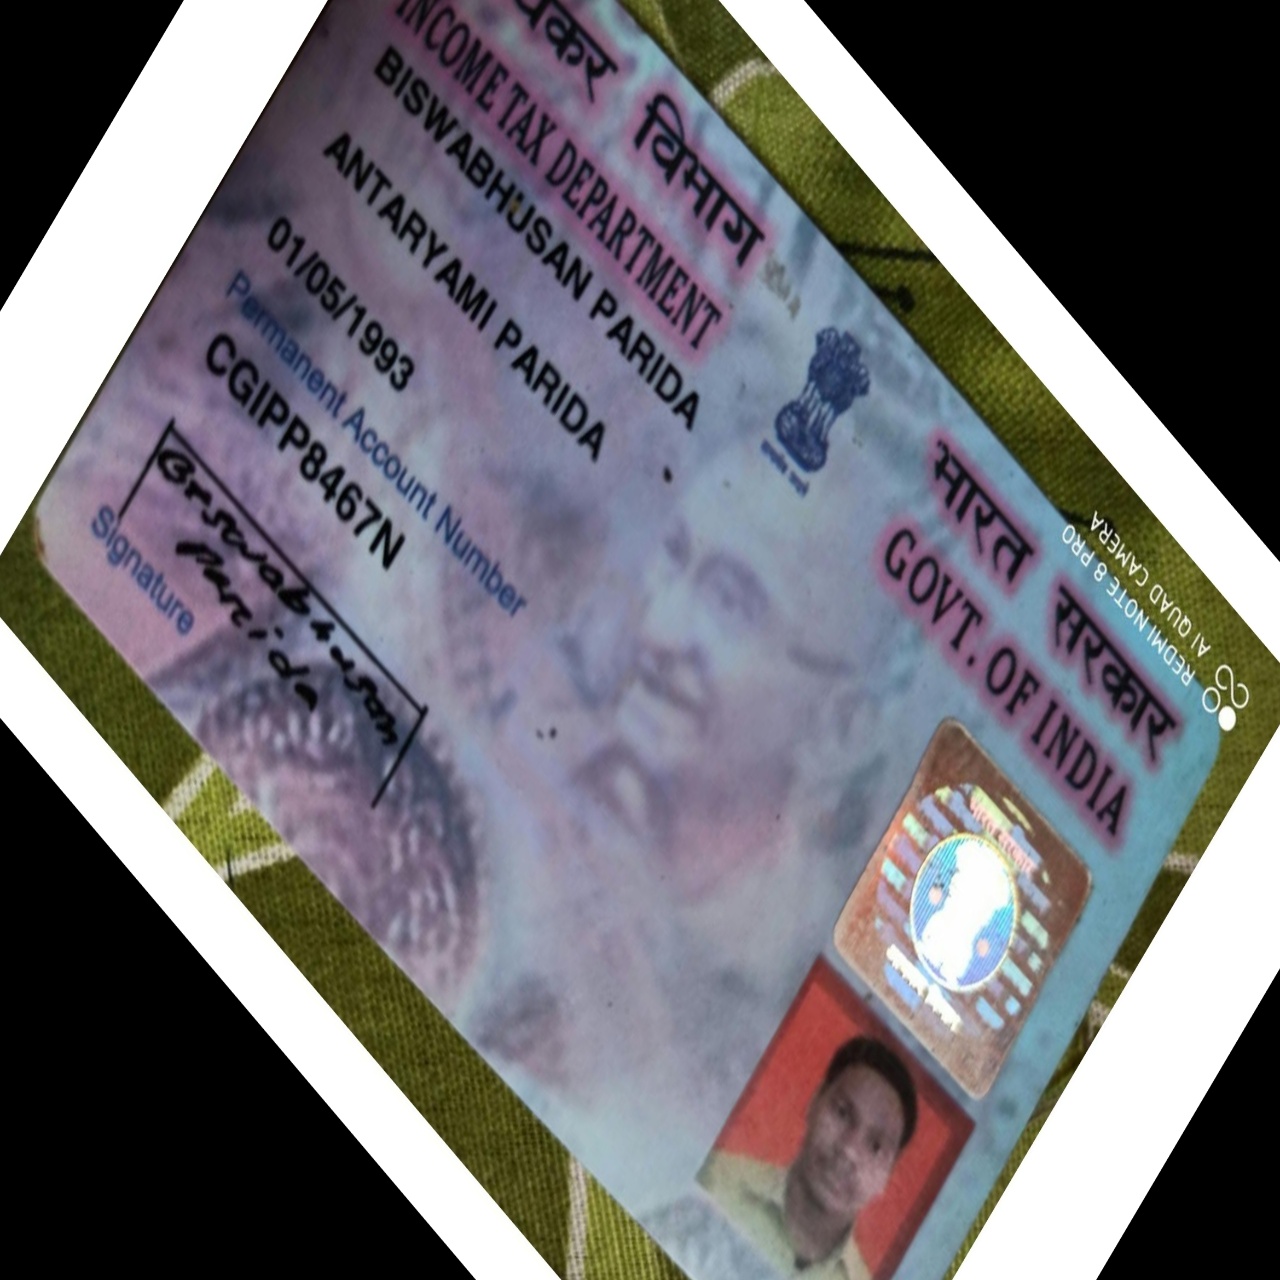 यकर विभाग
INCOME TAX DEPARTMENT
भारत सरकार
GOVT. OF INDIA
BISWABHUSAN PARIDA
ANTARYAMI PARIDA
01/05/1993
Permanent Account Number
CGIPP8467N
Biswabhusan
Parida
Signature
REDMI NOTE 8 PRO
AI QUAD CAMERA